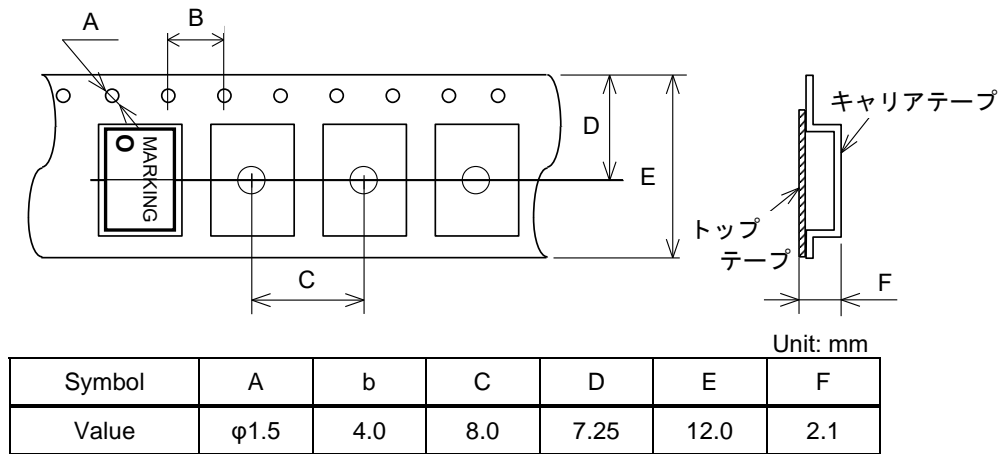 A
B
D
E
キャリアテープ
O
MARKING
トップ
テープ
C
F
Unit: mm
Symbol A b C D E F
Value φ1.5 4.0 8.0 7.25 12.0 2.1